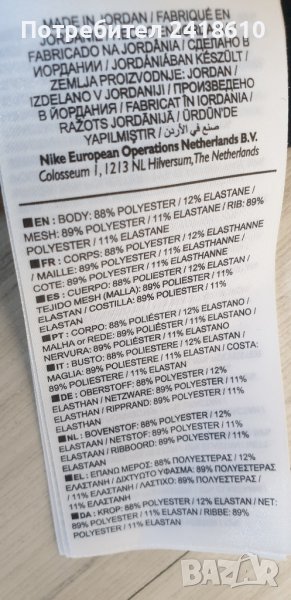 Потребител 2418610
MADE IN JORDAN / FABRIQUÉ EN
FABRICADO NA JORDÂNIA / СДЕЛАНО В
ИОРДАНИИ / JORDÁNIÁBAN KÉSZÜLT /
ZEMLJA PROIZVODNJE: JORDAN /
IZDELANO V JORDANIJI / ПРОИЗВЕДЕНО
В ЙОРДАНИЯ / FABRICAT ÎN IORDANIA /
RAŽOTS JORDĀNIJĀ / ÜRDÜN'DE
YAPILMIŞTIR / صنع في الأردن
Nike European Operations Netherlands B.V.
Colosseum 1, 1213 NL Hilversum, The Netherlands
■ EN : BODY: 88% POLYESTER / 12% ELASTANE /
MESH: 89% POLYESTER / 11% ELASTANE / RIB: 89%
POLYESTER / 11% ELASTANE
■ FR : CORPS: 88% POLYESTER / 12% ELASTHANNE
/ MAILLE: 89% POLYESTER / 11% ELASTHANNE /
COTE: 89% POLYESTER / 11% ELASTHANNE
■ ES : CUERPO: 88% POLIÉSTER / 12% ELASTAN /
TEJIDO MESH (MALLA): 89% POLIÉSTER / 11%
ELASTAN / COSTILLA: 89% POLIÉSTER / 11%
ELASTAN
■ PT : CORPO: 88% POLIÉSTER / 12% ELASTANO /
MALHA or REDE: 89% POLIÉSTER / 11% ELASTANO /
NERVURA: 89% POLIÉSTER / 11% ELASTANO
■ IT : BUSTO: 88% POLIESTERE / 12% ELASTAN /
MAGLIA: 89% POLIESTERE / 11% ELASTAN / COSTA:
89% POLIESTERE / 11% ELASTAN
■ DE : OBERSTOFF: 88% POLYESTER / 12%
ELASTHAN / NETZWARE: 89% POLYESTER / 11%
ELASTHAN / RIPPRAND: 89% POLYESTER / 11%
ELASTHAN
■ NL : BOVENSTOF: 88% POLYESTER / 12%
ELASTAAN / NETSTOF: 89% POLYESTER / 11%
ELASTAAN / RIBBOORD: 89% POLYESTER / 11%
ELASTAAN
■ EL : ΕΠΑΝΩ ΜΕΡΟΣ: 88% ΠΟΛΥΕΣΤΕΡΑΣ / 12%
ΕΛΑΣΤΑΝΗ / ΔΙΧΤΥΩΤΟ ΥΦΑΣΜΑ: 89% ΠΟΛΥΕΣΤΕΡΑΣ
/ 11% ΕΛΑΣΤΑΝΗ / ΛΑΣΤΙΧΟ: 89% ΠΟΛΥΕΣΤΕΡΑΣ /
11% ΕΛΑΣΤΑΝΗ
■ DA : KROP: 88% POLYESTER / 12% ELASTAN / NET:
89% POLYESTER / 11% ELASTAN / RIBBE: 89%
POLYESTER / 11% ELASTAN
BAZAR